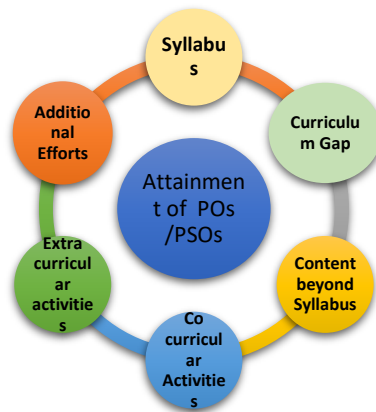 Syllabu
s
Curriculu
m Gap
Content
beyond
Syllabus
Co
curricul
ar
Activitie
s
Extra
curricul
ar
activitie
s
Additio
nal
Efforts
Attainmen
t of  POs
/PSOs